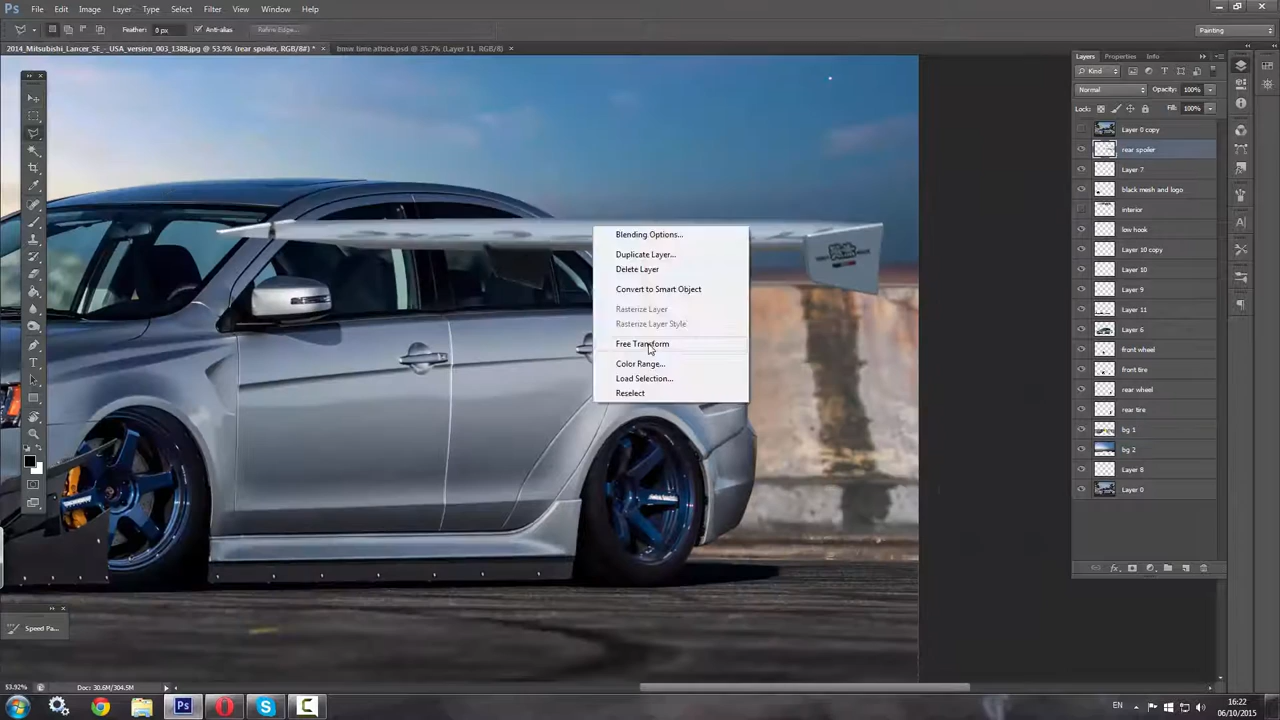 Ps File Edit Image Layer Type Select Filter View Window Help
Feather: 0 px Anti-alias Refine Edge... Painting
2014_Mitsubishi_Lancer_SE_-_USA_version_003_1388.jpg @ 53.9% (rear spoiler, RGB/8#) * × bmw time attack.psd @ 35.7% (Layer 11, RGB/8) ×
Layers Properties Info
Kind
Normal Opacity: 100%
Lock: Fill: 100%
Layer 0 copy
rear spoiler
Layer 7
black mesh and logo
interior
low hook
Layer 10 copy
Layer 10
Layer 9
Layer 11
Layer 6
front wheel
front tire
rear wheel
rear tire
bg 1
bg 2
Layer 8
Layer 0
Blending Options...
Duplicate Layer...
Delete Layer
Convert to Smart Object
Rasterize Layer
Rasterize Layer Style
Free Transform
Color Range...
Load Selection...
Reselect
Speed Pa...
53.92% Doc: 30.6M/304.5M
EN 16:22
06/10/2015